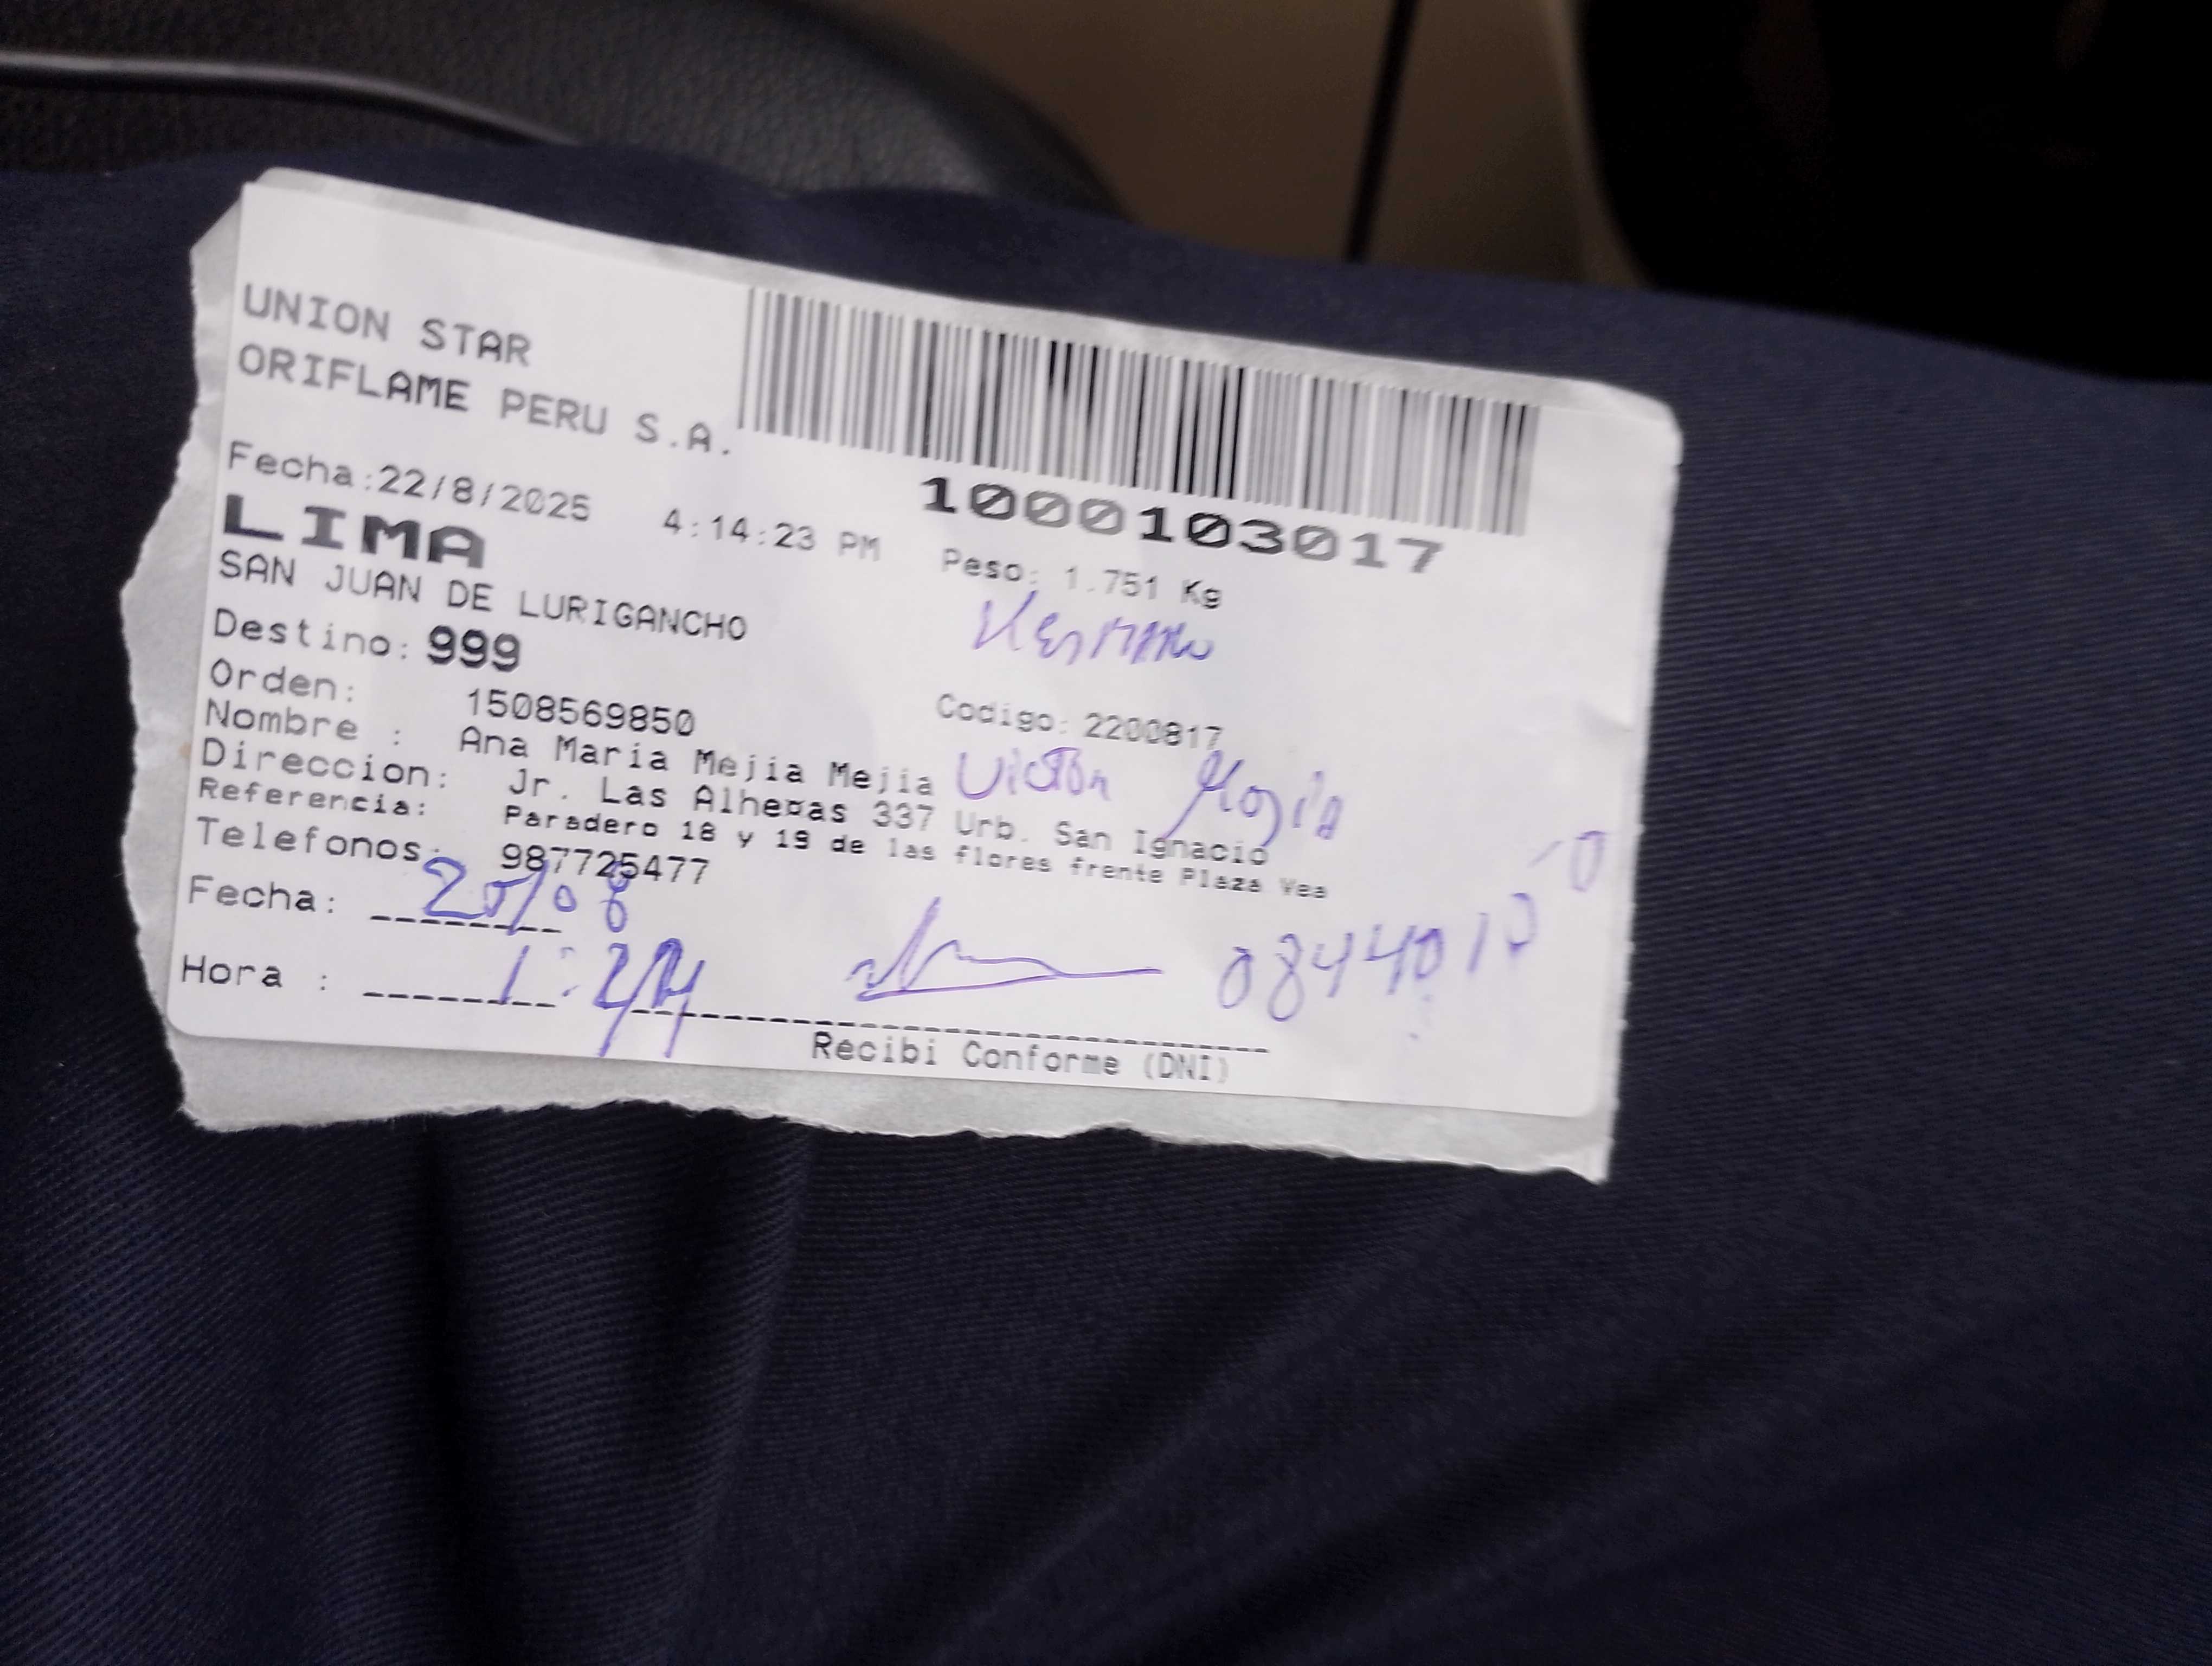 UNION STAR
ORIFLAME PERU S.A.
1000103017
Fecha:22/8/2025 4:14:23 PM Peso: 1.751 Kg
LIMA
SAN JUAN DE LURIGANCHO
Destino: 999
Orden: 1508569850 Codigo: 2200817
Nombre : Ana Maria Mejia Mejia Victor
Direccion: Jr. Las Alhenas 337 Urb. San Ignacio
Referencia: Paradero 18 y 19 de las flores frente Plaza Vea
Telefonos: 987725477
Fecha: 25/08
Hora :
Recibi Conforme (DNI)